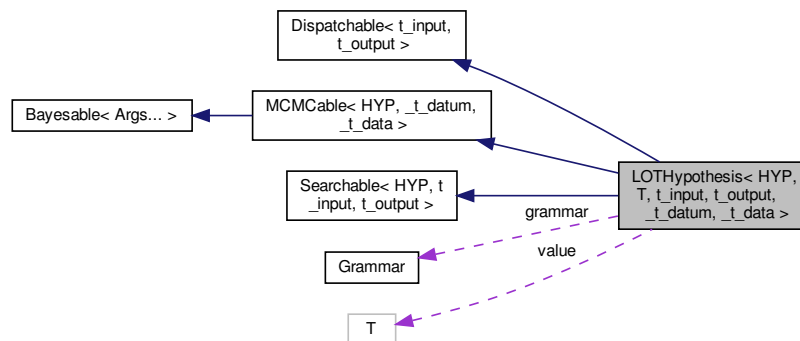 Dispatchable< t_input,
t_output >
MCMCable< HYP, _t_datum,
_t_data >
Bayesable< Args... >
Searchable< HYP, t
_input, t_output >
LOTHypothesis< HYP,
T, t_input, t_output,
_t_datum, _t_data >
grammar
value
Grammar
T